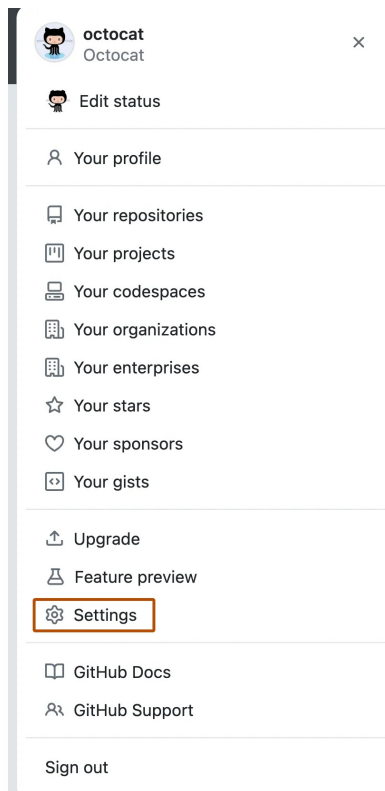 octocat
Octocat
Edit status
Your profile
Your repositories
Your projects
Your codespaces
Your organizations
Your enterprises
Your stars
Your sponsors
Your gists
Upgrade
Feature preview
Settings
GitHub Docs
GitHub Support
Sign out